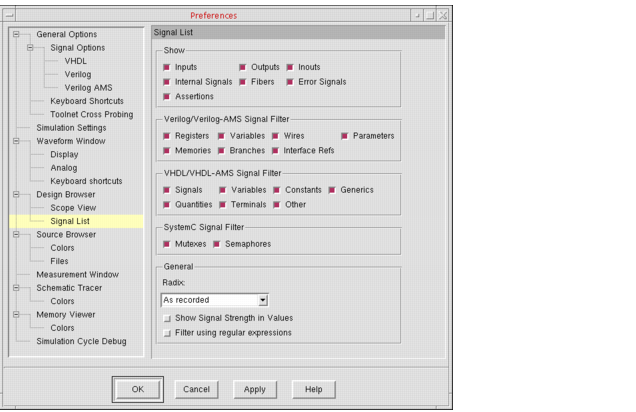 Preferences
General Options
Signal Options
VHDL
Verilog
Verilog AMS
Keyboard Shortcuts
Toolnet Cross Probing
Simulation Settings
Waveform Window
Display
Analog
Keyboard shortcuts
Design Browser
Scope View
Signal List
Source Browser
Colors
Files
Measurement Window
Schematic Tracer
Colors
Memory Viewer
Colors
Simulation Cycle Debug
Signal List
Show
Inputs Outputs Inouts
Internal Signals Fibers Error Signals
Assertions
Verilog/Verilog-AMS Signal Filter
Registers Variables Wires Parameters
Memories Branches Interface Refs
VHDL/VHDL-AMS Signal Filter
Signals Variables Constants Generics
Quantities Terminals Other
SystemC Signal Filter
Mutexes Semaphores
General
Radix:
As recorded
Show Signal Strength in Values
Filter using regular expressions
OK Cancel Apply Help